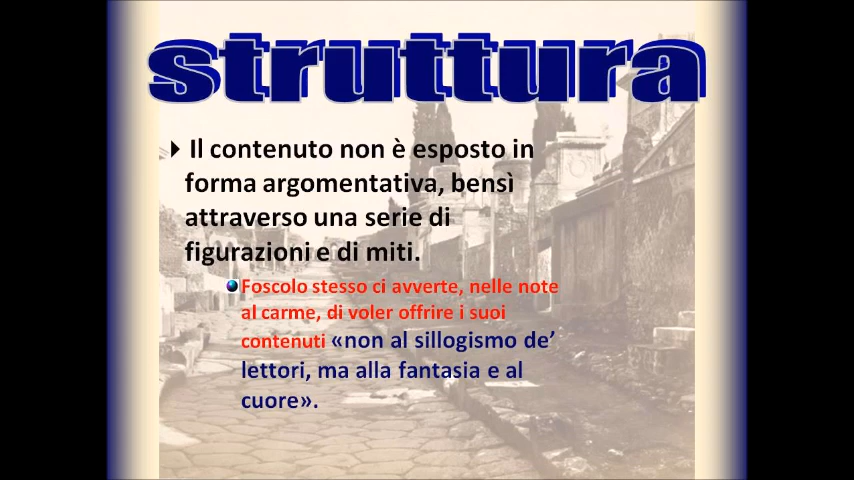 struttura
Il contenuto non è esposto in
forma argomentativa, bensì
attraverso una serie di
figurazioni e di miti.
Foscolo stesso ci avverte, nelle note
al carme, di voler offrire i suoi
contenuti «non al sillogismo de’
lettori, ma alla fantasia e al
cuore».